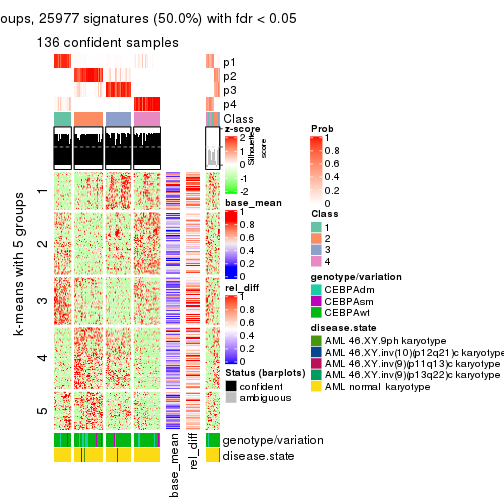 oups, 25977 signatures (50.0%) with fdr < 0.05
136 confident samples
p1
p2
p3
p4
Class
z-score
2
1
0
-1
-2
Silhouette
score
Prob
1
0.8
0.6
0.4
0.2
0
base_mean
1
0.8
0.6
0.4
0.2
0
Class
1
2
3
4
genotype/variation
CEBPAdm
CEBPAsm
CEBPAwt
rel_diff
1
0.8
0.6
0.4
0.2
0
disease.state
AML 46.XY.9ph karyotype
AML 46.XY.inv(10)(p12q21)c karyotype
AML 46.XY.inv(9)(p11q13)c karyotype
AML 46.XY.inv(9)(p13q22)c karyotype
AML normal karyotype
Status (barplots)
confident
ambiguous
k-means with 5 groups
1
2
3
4
5
genotype/variation
disease.state
base_mean
rel_diff